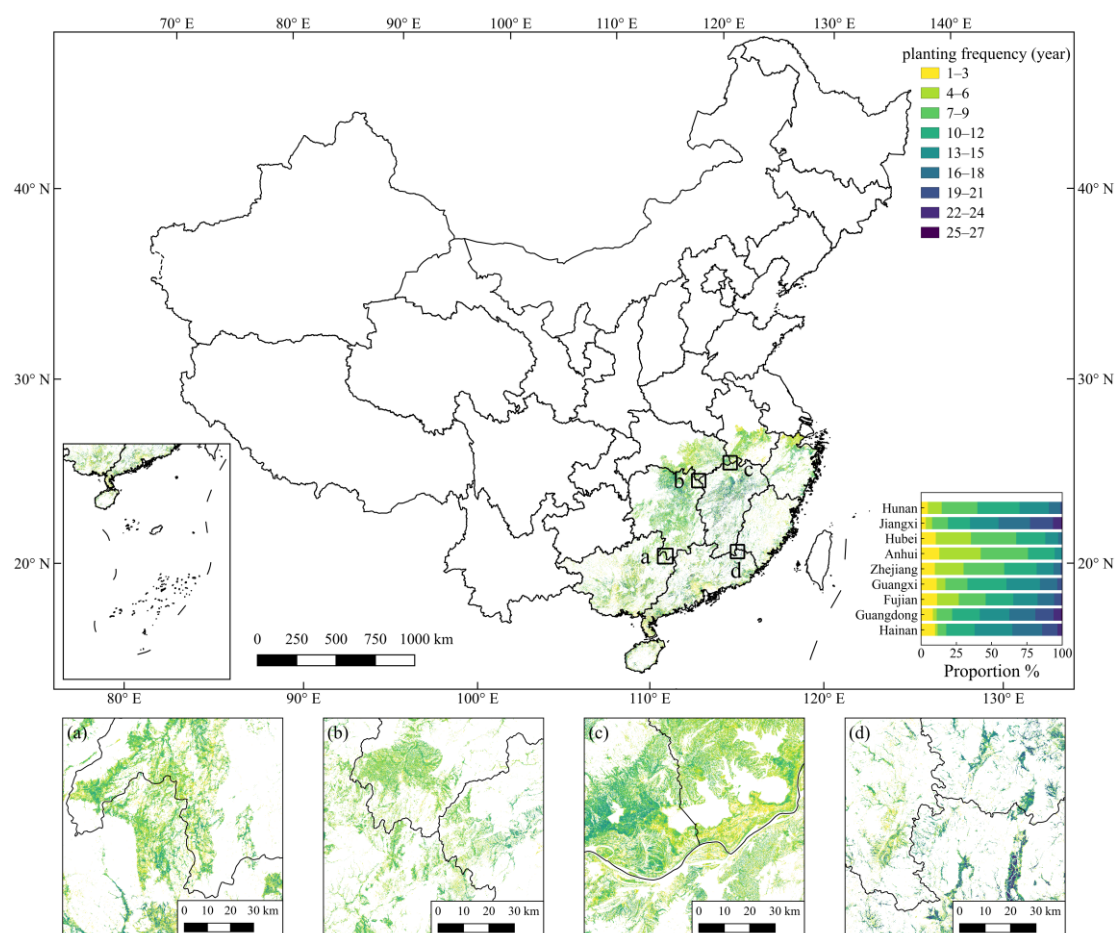 70° E 80° E 90° E 100° E 110° E 120° E 130° E 140° E
planting frequency (year)
1–3
4–6
7–9
10–12
13–15
16–18
19–21
22–24
25–27
40° N 40° N
30° N 30° N
20° N 20° N
b
c
a
d
Hunan
Jiangxi
Hubei
Anhui
Zhejiang
Guangxi
Fujian
Guangdong
Hainan
0 25 50 75 100
Proportion %
0 250 500 750 1000 km
80° E 90° E 100° E 110° E 120° E 130° E
(a) (b) (c) (d)
0 10 20 30 km 0 10 20 30 km 0 10 20 30 km 0 10 20 30 km